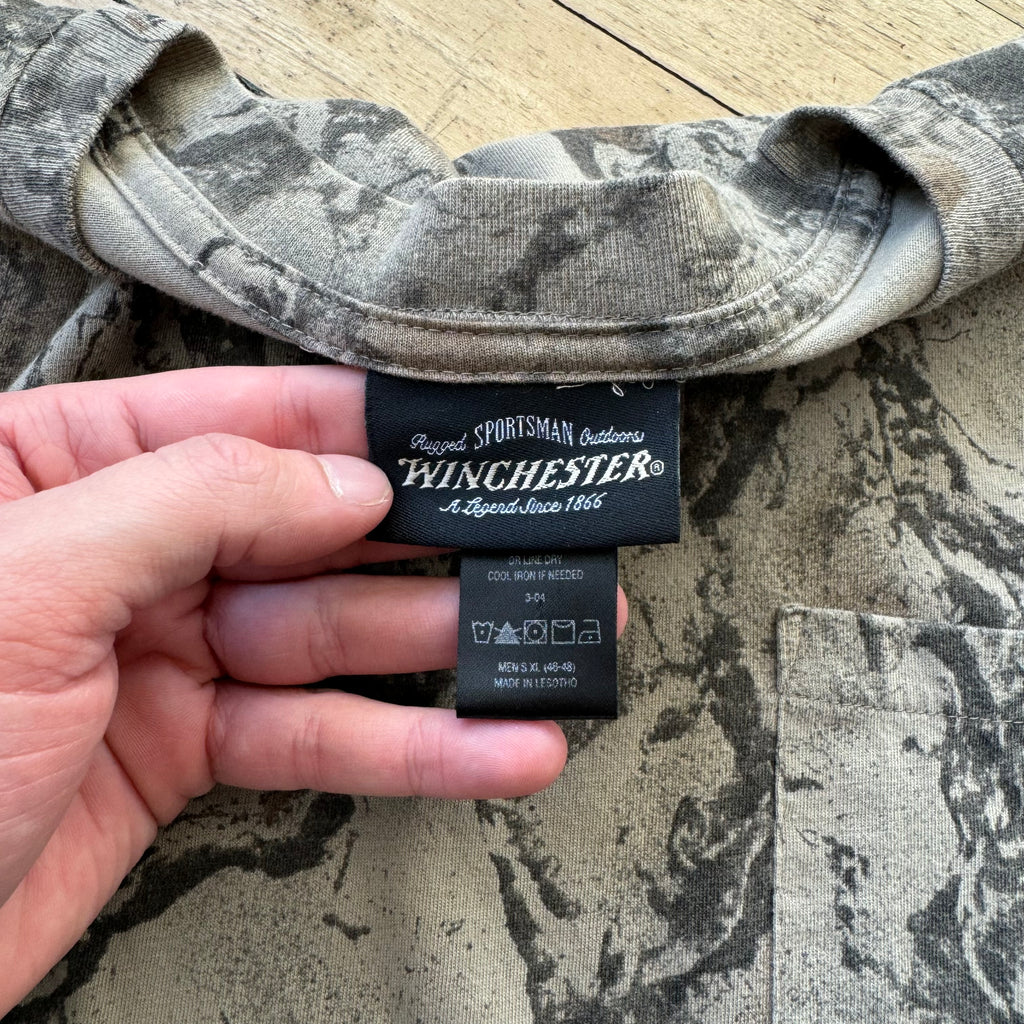 Rugged SPORTSMAN Outdoors
WINCHESTER®
A Legend Since 1866
OR LINE DRY
COOL IRON IF NEEDED
3-04
MEN'S XL (46-48)
MADE IN LESOTHO